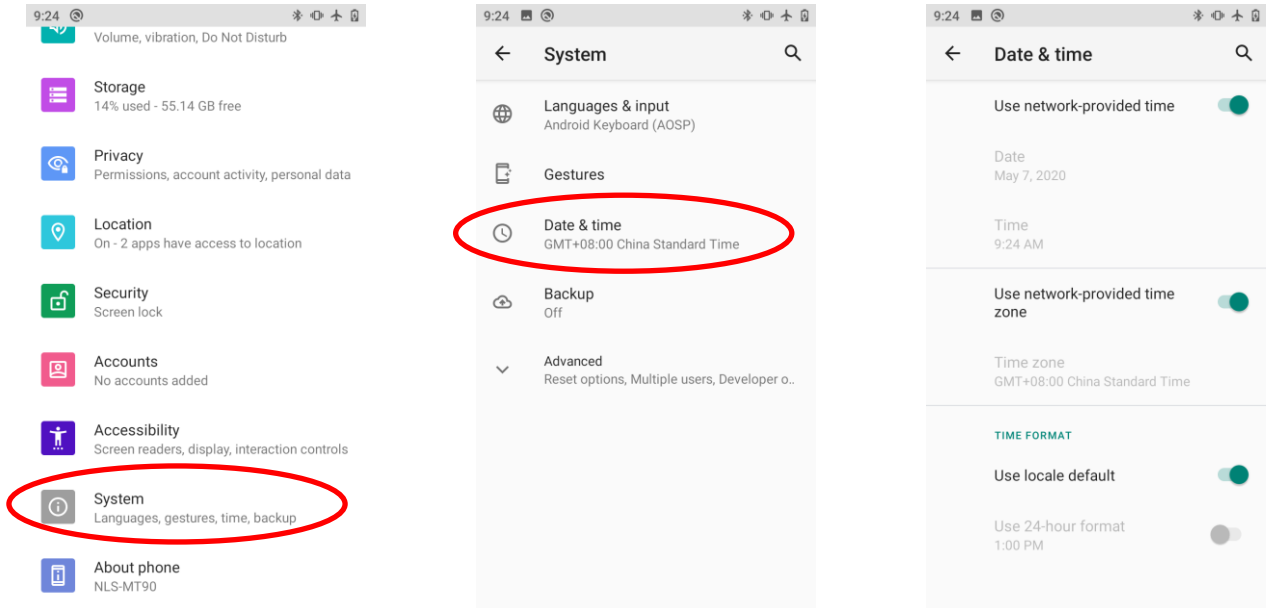 9:24
Volume, vibration, Do Not Disturb
Storage
14% used - 55.14 GB free
Privacy
Permissions, account activity, personal data
Location
On - 2 apps have access to location
Security
Screen lock
Accounts
No accounts added
Accessibility
Screen readers, display, interaction controls
System
Languages, gestures, time, backup
About phone
NLS-MT90
9:24
System
Languages & input
Android Keyboard (AOSP)
Gestures
Date & time
GMT+08:00 China Standard Time
Backup
Off
Advanced
Reset options, Multiple users, Developer o..
9:24
Date & time
Use network-provided time
Date
May 7, 2020
Time
9:24 AM
Use network-provided time
zone
Time zone
GMT+08:00 China Standard Time
TIME FORMAT
Use locale default
Use 24-hour format
1:00 PM